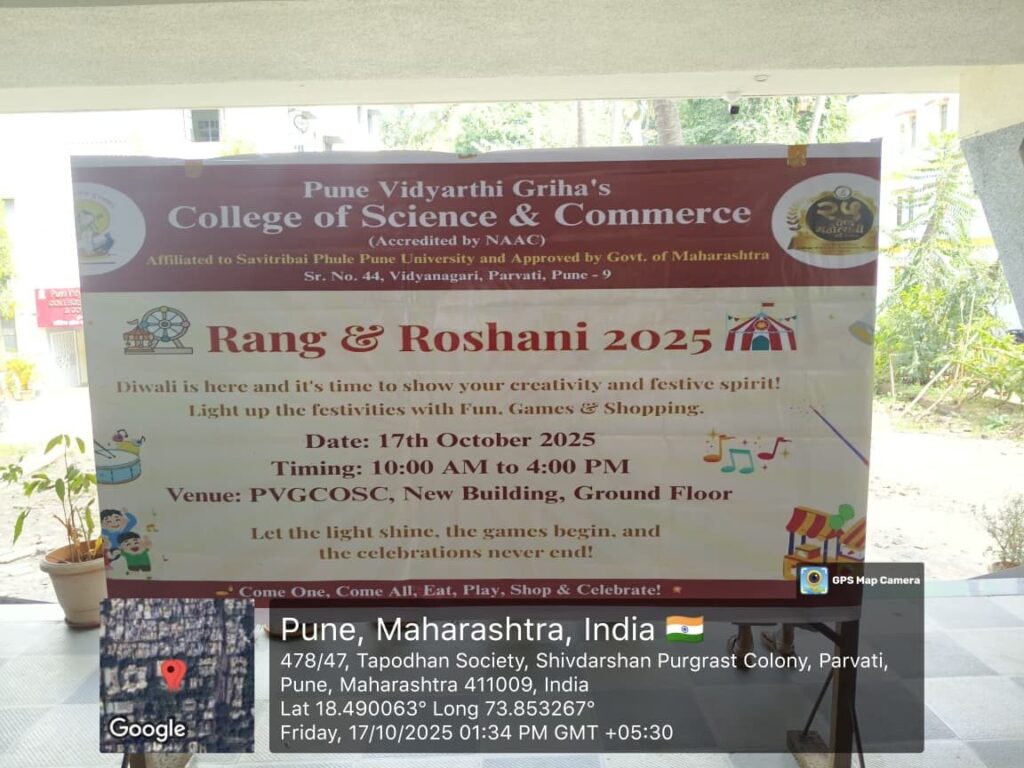 Pune Vidyarthi Griha's
College of Science & Commerce
(Accredited by NAAC)
Affiliated to Savitribai Phule Pune University and Approved by Govt. of Maharashtra
Sr. No. 44, Vidyanagari, Parvati, Pune - 9
Rang & Roshani 2025
Diwali is here and it's time to show your creativity and festive spirit!
Light up the festivities with Fun, Games & Shopping.
Date: 17th October 2025
Timing: 10:00 AM to 4:00 PM
Venue: PVGCOSC, New Building, Ground Floor
Let the light shine, the games begin, and
the celebrations never end!
Come One, Come All, Eat, Play, Shop & Celebrate!
GPS Map Camera
Pune, Maharashtra, India
478/47, Tapodhan Society, Shivdarshan Purgrast Colony, Parvati,
Pune, Maharashtra 411009, India
Lat 18.490063° Long 73.853267°
Friday, 17/10/2025 01:34 PM GMT +05:30
Google